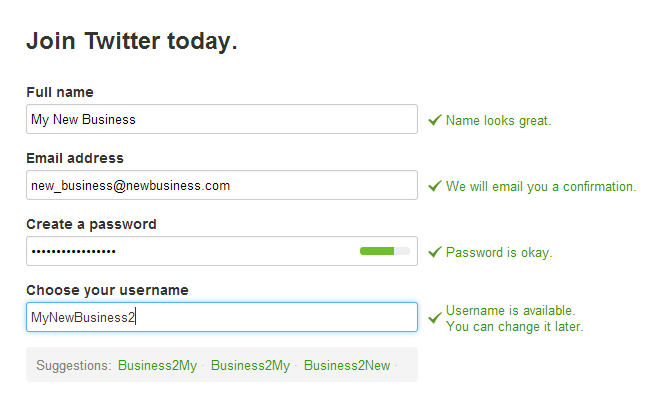 Join Twitter today.
Full name
My New Business
Name looks great.
Email address
new_business@newbusiness.com
We will email you a confirmation.
Create a password
•••••••••••••••••
Password is okay.
Choose your username
MyNewBusiness2
Username is available.
You can change it later.
Suggestions: Business2My · Business2My · Business2New ·